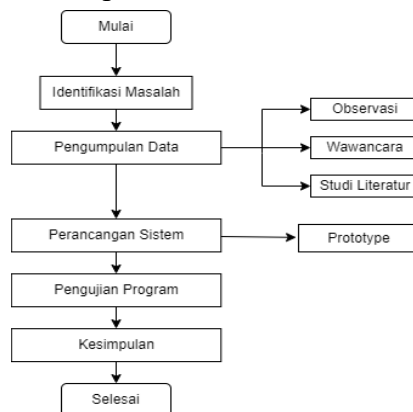 Mulai
Identifikasi Masalah
Pengumpulan Data
Observasi
Wawancara
Studi Literatur
Perancangan Sistem
Prototype
Pengujian Program
Kesimpulan
Selesai